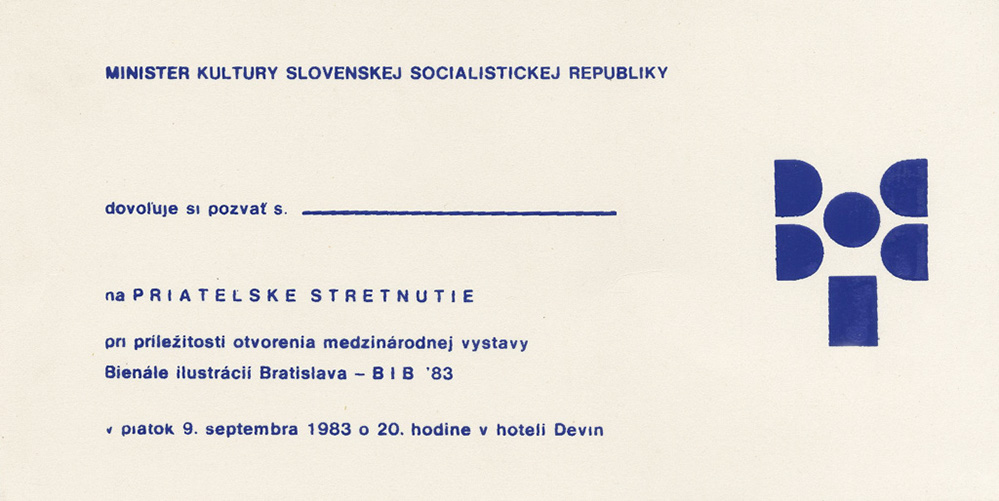 MINISTER KULTURY SLOVENSKEJ SOCIALISTICKEJ REPUBLIKY
dovoľuje si pozvať s.
na PRIATELSKE STRETNUTIE
pri príležitosti otvorenia medzinárodnej vystavy
Bienále ilustrácií Bratislava – BIB '83
v piatok 9. septembra 1983 o 20. hodine v hoteli Devín